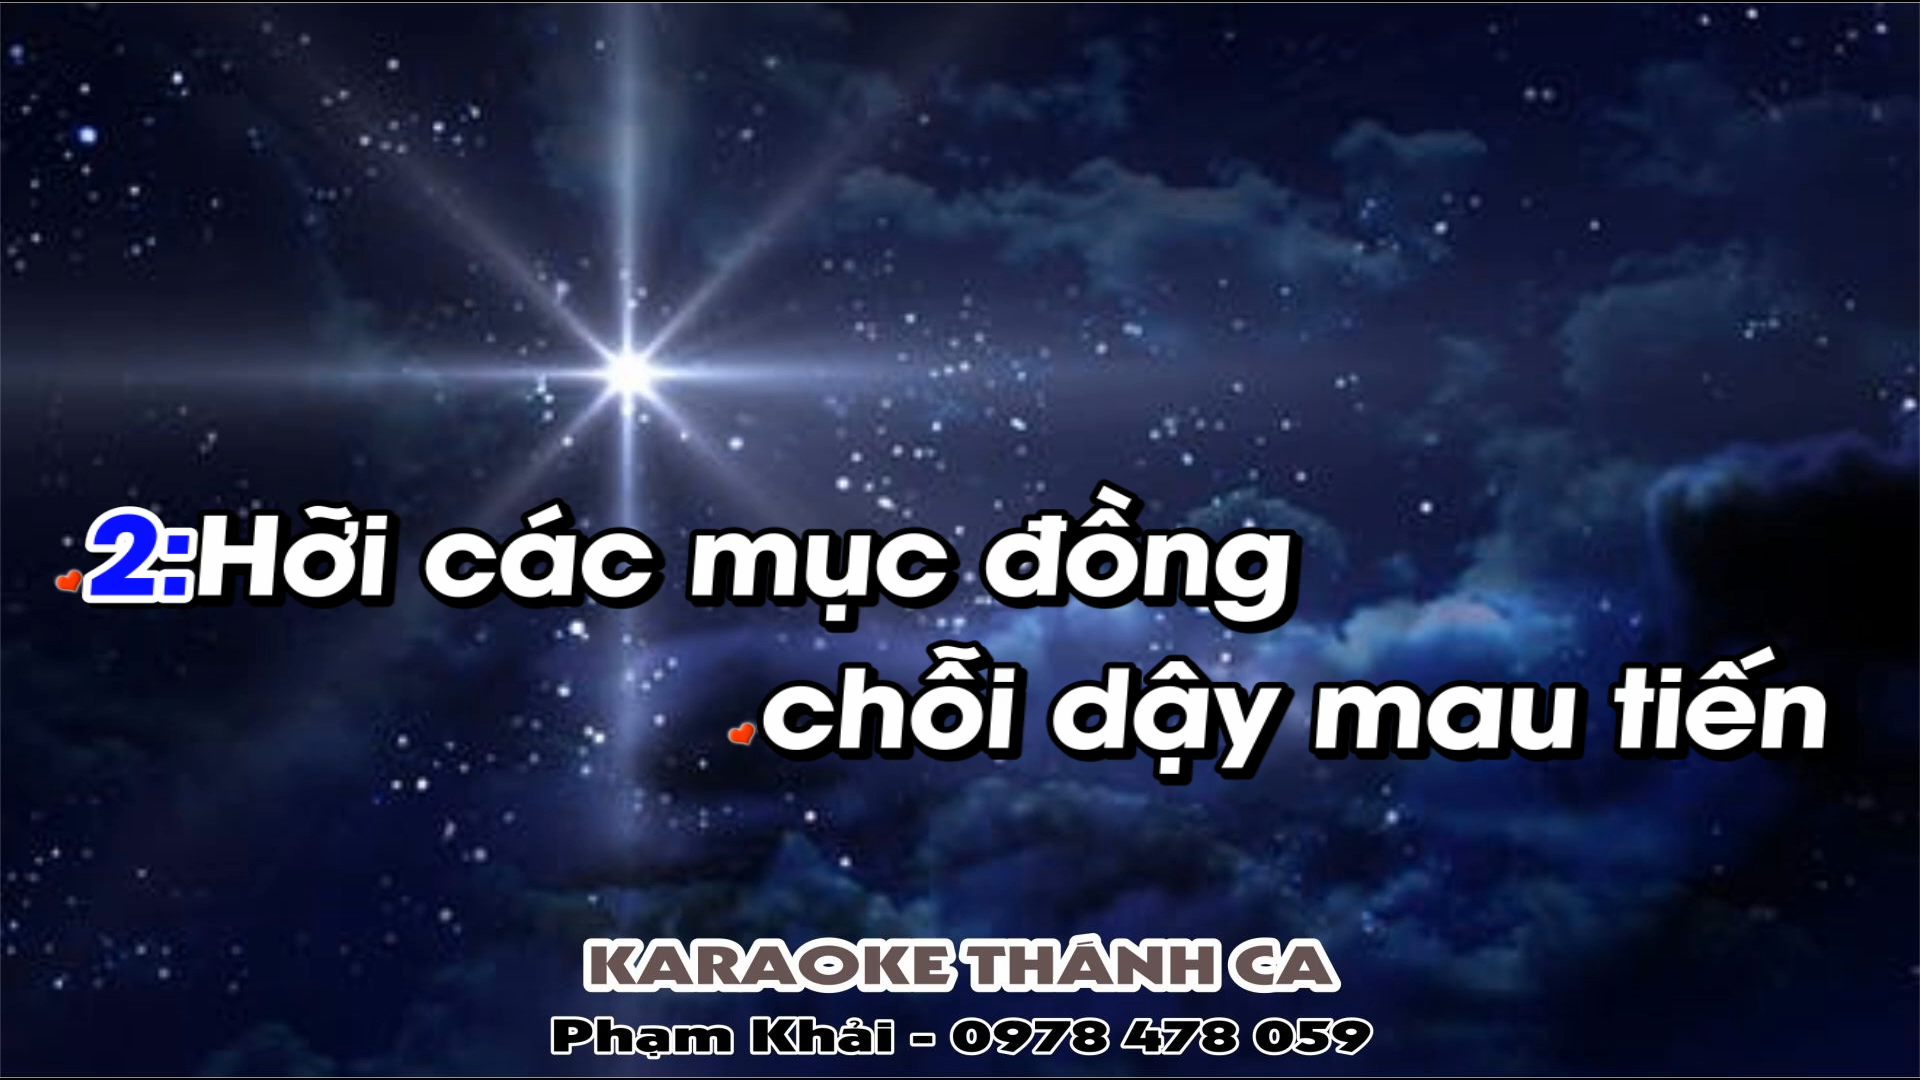 2:Hỡi các mục đồng
chỗi dậy mau tiến
KARAOKE THÁNH CA
Phạm Khải - 0978 478 059